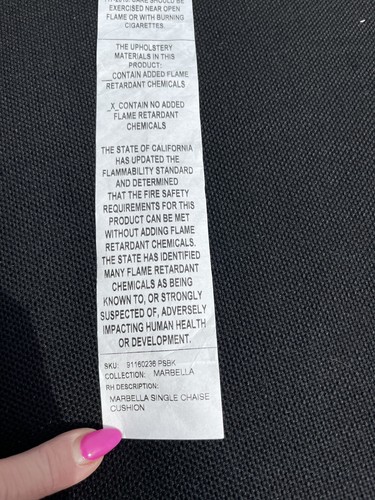 CARE SHOULD BE
EXERCISED NEAR OPEN
FLAME OR WITH BURNING
CIGARETTES.
THE UPHOLSTERY
MATERIALS IN THIS
PRODUCT:
__CONTAIN ADDED FLAME
RETARDANT CHEMICALS
_X_CONTAIN NO ADDED
FLAME RETARDANT
CHEMICALS
THE STATE OF CALIFORNIA
HAS UPDATED THE
FLAMMABILITY STANDARD
AND DETERMINED
THAT THE FIRE SAFETY
REQUIREMENTS FOR THIS
PRODUCT CAN BE MET
WITHOUT ADDING FLAME
RETARDANT CHEMICALS.
THE STATE HAS IDENTIFIED
MANY FLAME RETARDANT
CHEMICALS AS BEING
KNOWN TO, OR STRONGLY
SUSPECTED OF, ADVERSELY
IMPACTING HUMAN HEALTH
OR DEVELOPMENT.
SKU: 91160236 PSBK
COLLECTION: MARBELLA
RH DESCRIPTION:
MARBELLA SINGLE CHAISE
CUSHION